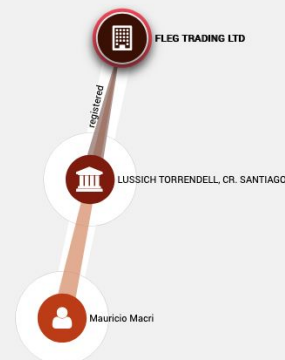 FLEG TRADING LTD
registered
LUSSICH TORRENDELL, CR. SANTIAGO
Mauricio Macri